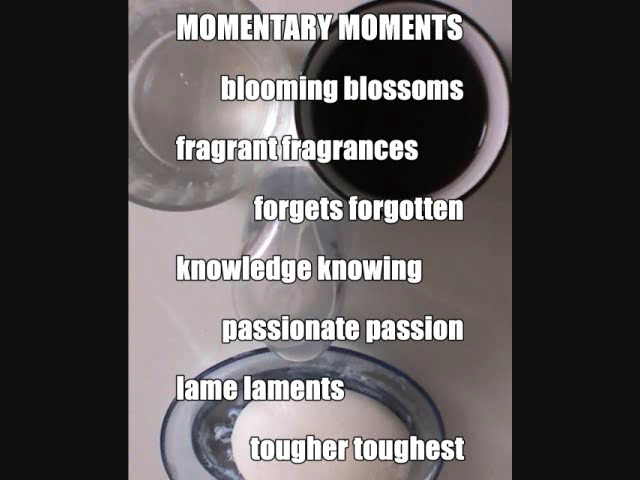 MOMENTARY MOMENTS
blooming blossoms
fragrant fragrances
forgets forgotten
knowledge knowing
passionate passion
lame laments
tougher toughest